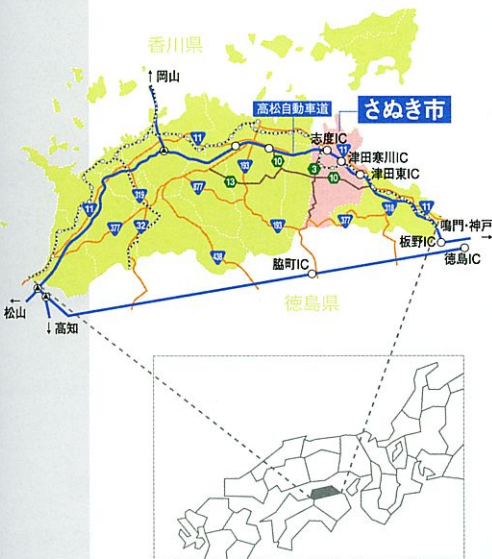 香川県
↑岡山
高松自動車道
さぬき市
11
志度IC
11
津田寒川IC
193
10
3
津田東IC
13
10
377
11
319
32
377
193
377
318
11
鳴門・神戸
→
板野IC
438
徳島IC
脇町IC
徳島県
←
松山
↓高知